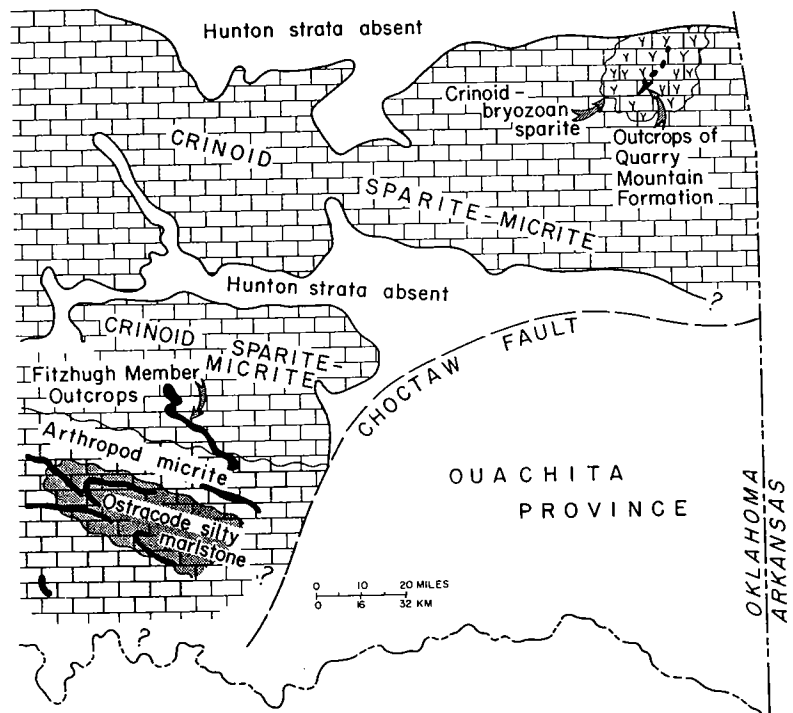 Hunton strata absent
CRINOID
SPARITE-MICRITE
Crinoid-
bryozoan
sparite
Outcrops of
Quarry
Mountain
Formation
Hunton strata absent
?
CRINOID
SPARITE-
MICRITE
CHOCTAW FAULT
Fitzhugh Member
Outcrops
Arthropod micrite
Ostracode silty
marlstone
?
OUACHITA
PROVINCE
0 10 20 MILES
0 16 32 KM
OKLAHOMA
ARKANSAS
?